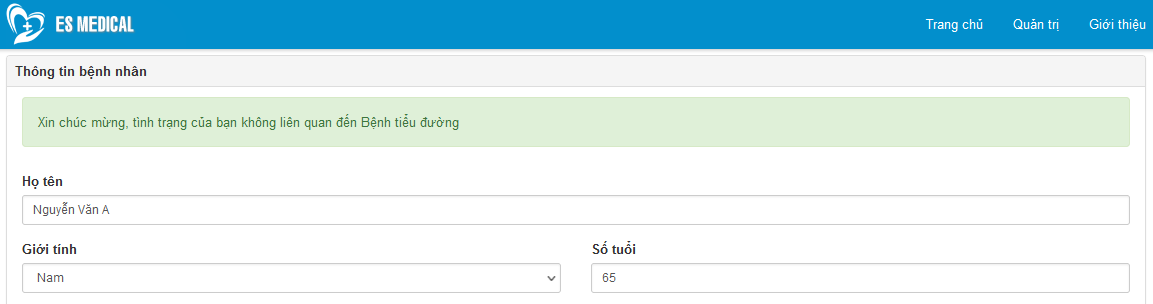 ES MEDICAL
Trang chủ Quản trị Giới thiệu
Thông tin bệnh nhân
Xin chúc mừng, tình trạng của bạn không liên quan đến Bệnh tiểu đường
Họ tên
Nguyễn Văn A
Giới tính Số tuổi
Nam 65